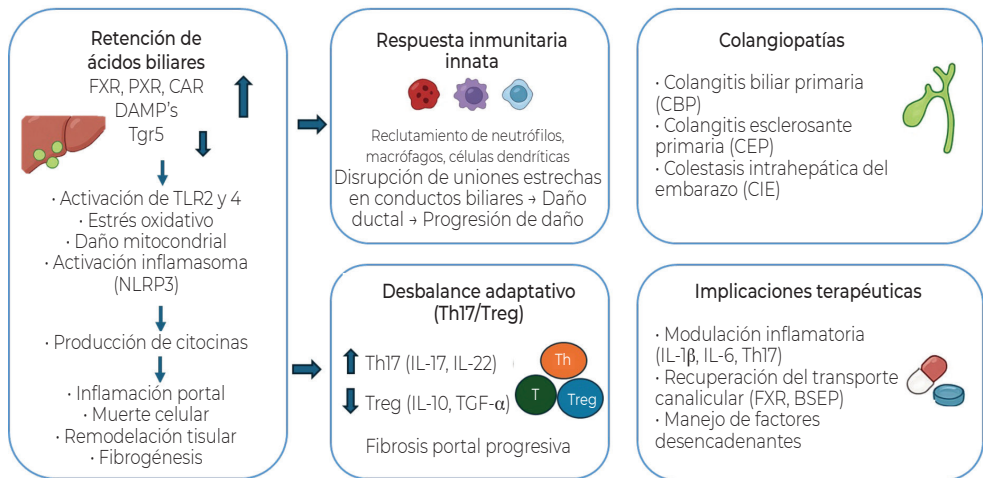 Retención de
ácidos biliares
FXR, PXR, CAR
DAMP’s
Tgr5
· Activación de TLR2 y 4
· Estrés oxidativo
· Daño mitocondrial
· Activación inflamasoma
(NLRP3)
· Producción de citocinas
· Inflamación portal
· Muerte celular
· Remodelación tisular
· Fibrogénesis
Respuesta inmunitaria
innata
Reclutamiento de neutrófilos,
macrófagos, células dendríticas
Disrupción de uniones estrechas
en conductos biliares → Daño
ductal → Progresión de daño
Desbalance adaptativo
(Th17/Treg)
Th17 (IL-17, IL-22)
Treg (IL-10, TGF-α)
Th
T
Treg
Fibrosis portal progresiva
Colangiopatías
· Colangitis biliar primaria
(CBP)
· Colangitis esclerosante
primaria (CEP)
· Colestasis intrahepática del
embarazo (CIE)
Implicaciones terapéuticas
· Modulación inflamatoria
(IL-1β, IL-6, Th17)
· Recuperación del transporte
canalicular (FXR, BSEP)
· Manejo de factores
desencadenantes